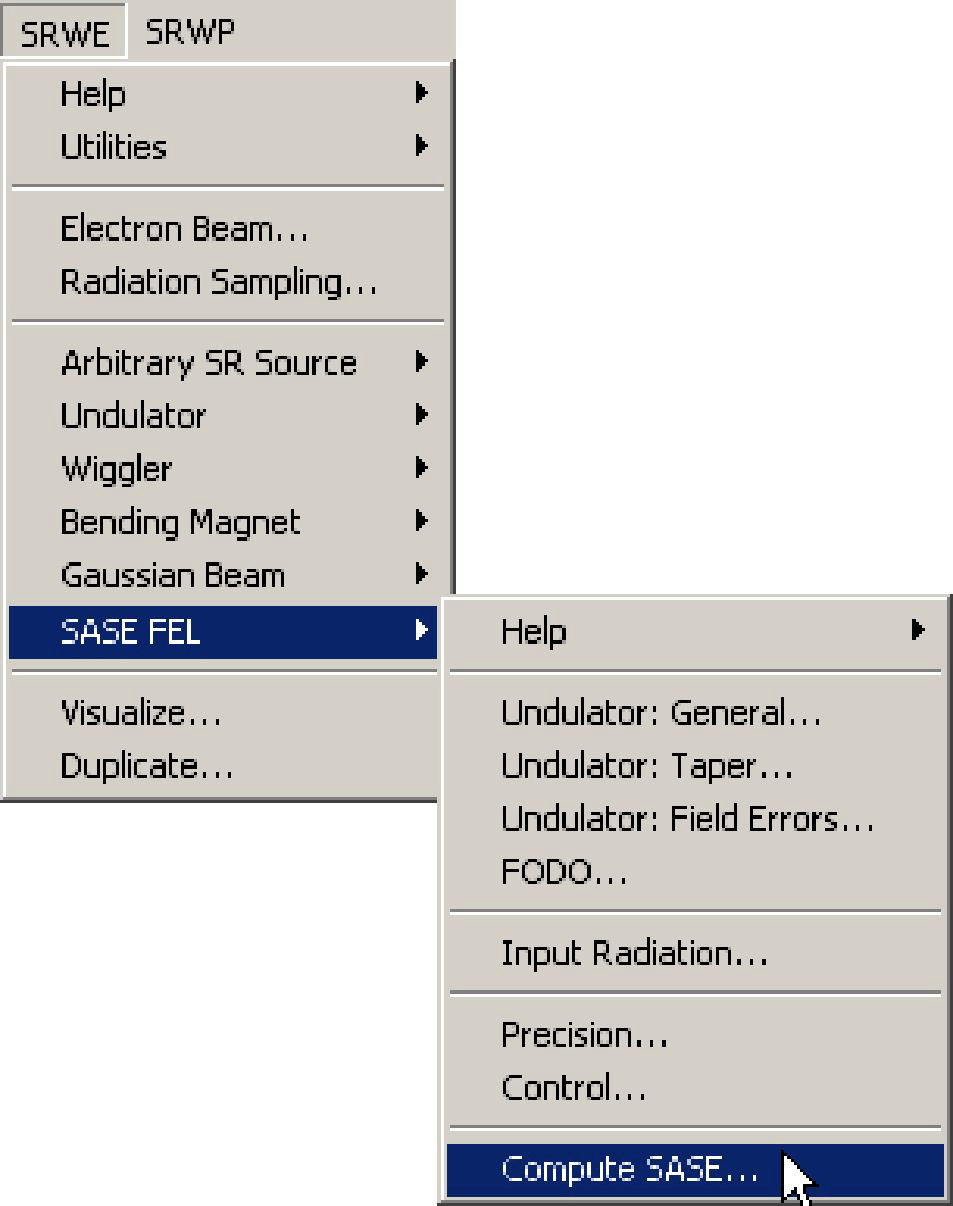 SRWE SRWP
Help
Utilities
Electron Beam...
Radiation Sampling...
Arbitrary SR Source
Undulator
Wiggler
Bending Magnet
Gaussian Beam
SASE FEL
Visualize...
Duplicate...
Help
Undulator: General...
Undulator: Taper...
Undulator: Field Errors...
FODO...
Input Radiation...
Precision...
Control...
Compute SASE...